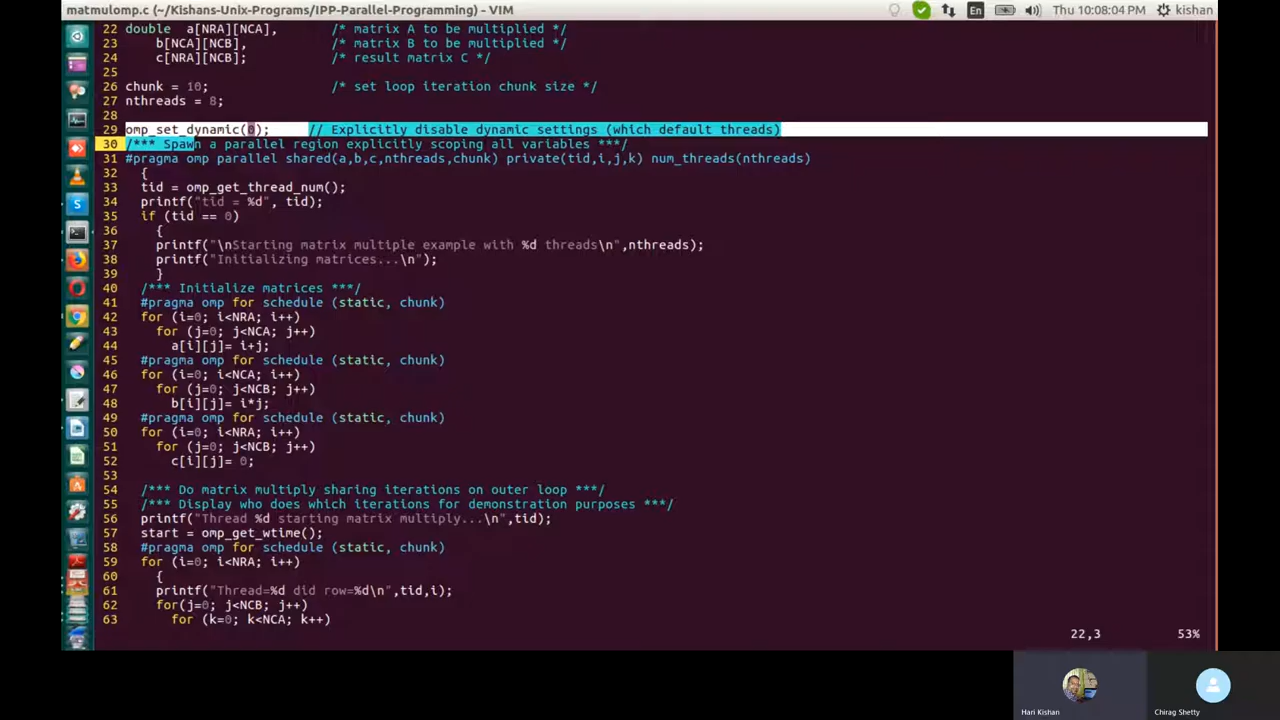 matmulomp.c (~/Kishans-Unix-Programs/IPP-Parallel-Programming) - VIM
En
Thu 10:08:04 PM
kishan
22 double  a[NRA][NCA],       /* matrix A to be multiplied */
23     b[NCA][NCB],       /* matrix B to be multiplied */
24     c[NRA][NCB];       /* result matrix C */
25
26 chunk = 10;                /* set loop iteration chunk size */
27 nthreads = 8;
28
29 omp_set_dynamic(0);     // Explicitly disable dynamic settings (which default threads)
30 /*** Spawn a parallel region explicitly scoping all variables ***/
31 #pragma omp parallel shared(a,b,c,nthreads,chunk) private(tid,i,j,k) num_threads(nthreads)
32   {
33   tid = omp_get_thread_num();
34   printf("tid = %d", tid);
35   if (tid == 0)
36     {
37     printf("\nStarting matrix multiple example with %d threads\n",nthreads);
38     printf("Initializing matrices...\n");
39     }
40   /*** Initialize matrices ***/
41   #pragma omp for schedule (static, chunk)
42   for (i=0; i<NRA; i++)
43     for (j=0; j<NCA; j++)
44       a[i][j]= i+j;
45   #pragma omp for schedule (static, chunk)
46   for (i=0; i<NCA; i++)
47     for (j=0; j<NCB; j++)
48       b[i][j]= i*j;
49   #pragma omp for schedule (static, chunk)
50   for (i=0; i<NRA; i++)
51     for (j=0; j<NCB; j++)
52       c[i][j]= 0;
53
54   /*** Do matrix multiply sharing iterations on outer loop ***/
55   /*** Display who does which iterations for demonstration purposes ***/
56   printf("Thread %d starting matrix multiply...\n",tid);
57   start = omp_get_wtime();
58   #pragma omp for schedule (static, chunk)
59   for (i=0; i<NRA; i++)
60     {
61     printf("Thread=%d did row=%d\n",tid,i);
62     for(j=0; j<NCB; j++)
63       for (k=0; k<NCA; k++)
22,3
53%
Hari Kishan
Chirag Shetty